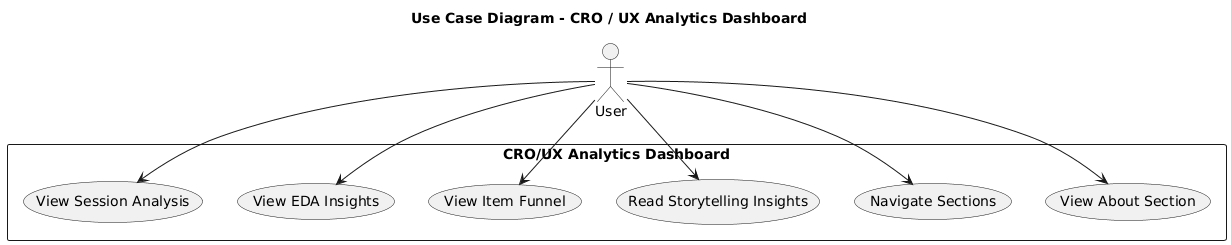 Use Case Diagram - CRO / UX Analytics Dashboard
User
CRO/UX Analytics Dashboard
View Session Analysis
View EDA Insights
View Item Funnel
Read Storytelling Insights
Navigate Sections
View About Section